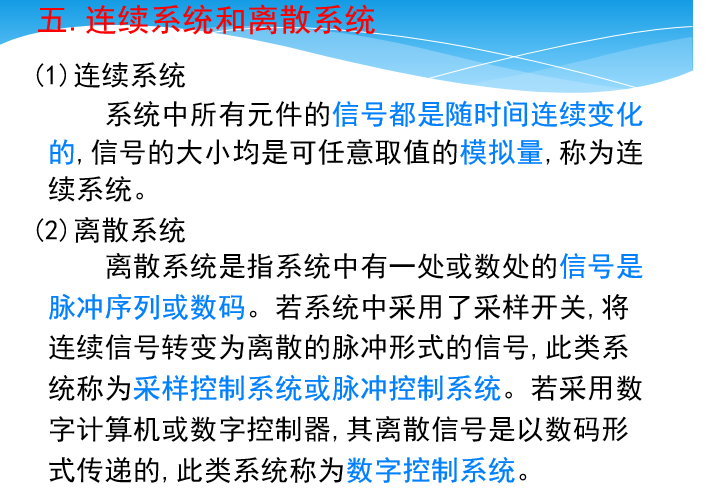 五.连续系统和离散系统
(1)连续系统
系统中所有元件的信号都是随时间连续变化
的,信号的大小均是可任意取值的模拟量,称为连
续系统。
(2)离散系统
离散系统是指系统中有一处或数处的信号是
脉冲序列或数码。若系统中采用了采样开关,将
连续信号转变为离散的脉冲形式的信号,此类系
统称为采样控制系统或脉冲控制系统。若采用数
字计算机或数字控制器,其离散信号是以数码形
式传递的,此类系统称为数字控制系统。